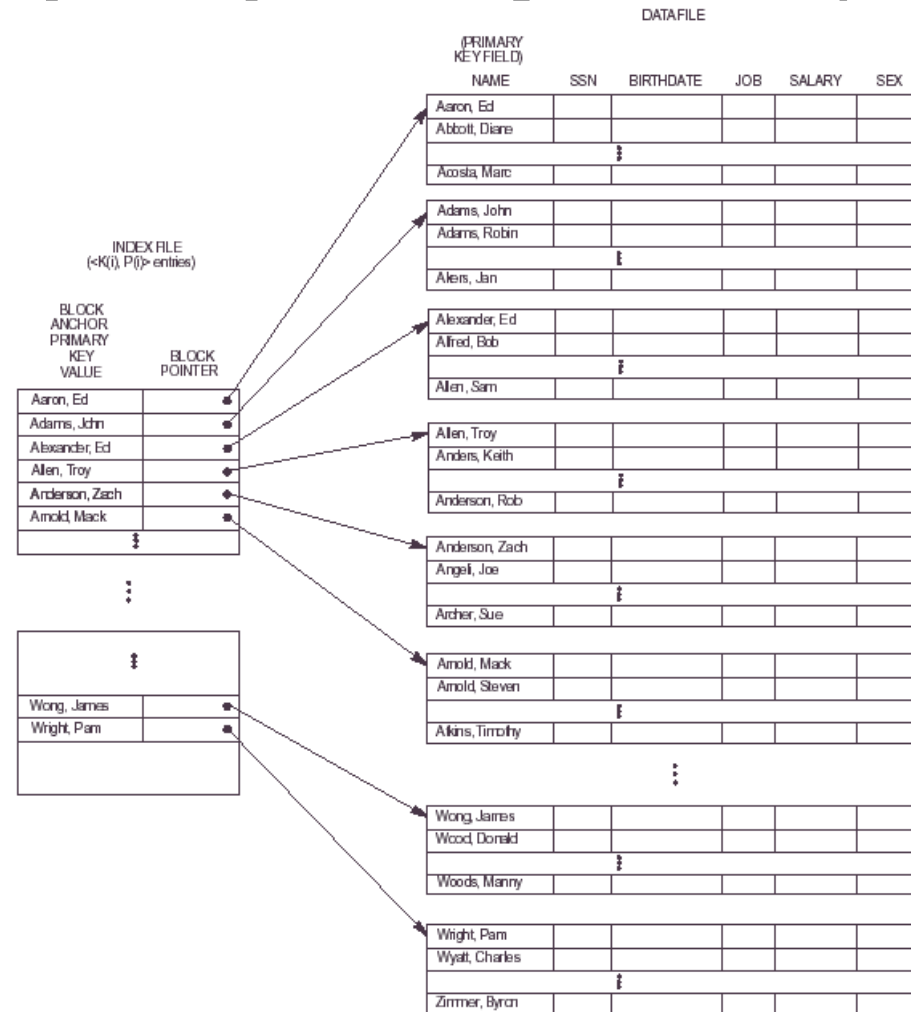 DATAFILE
(PRIMARY
KEY FIELD)
NAME SSN BIRTHDATE JOB SALARY SEX
Aaron, Ed
Abbott, Diane
Acosta, Marc
Adams, John
Adams, Robin
Akers, Jan
Alexander, Ed
Alfred, Bob
Allen, Sam
Allen, Troy
Anders, Keith
Anderson, Rob
Anderson, Zach
Angeli, Joe
Archer, Sue
Arnold, Mack
Arnold, Steven
Atkins, Timothy
Wong, James
Wood, Donald
Woods, Manny
Wright, Pam
Wyatt, Charles
Zimmer, Byron
INDEX FILE
(<K(i), P(i)> entries)
BLOCK
ANCHOR
PRIMARY
KEY
VALUE
BLOCK
POINTER
Aaron, Ed
Adams, John
Alexander, Ed
Allen, Troy
Anderson, Zach
Arnold, Mack
Wong, James
Wright, Pam